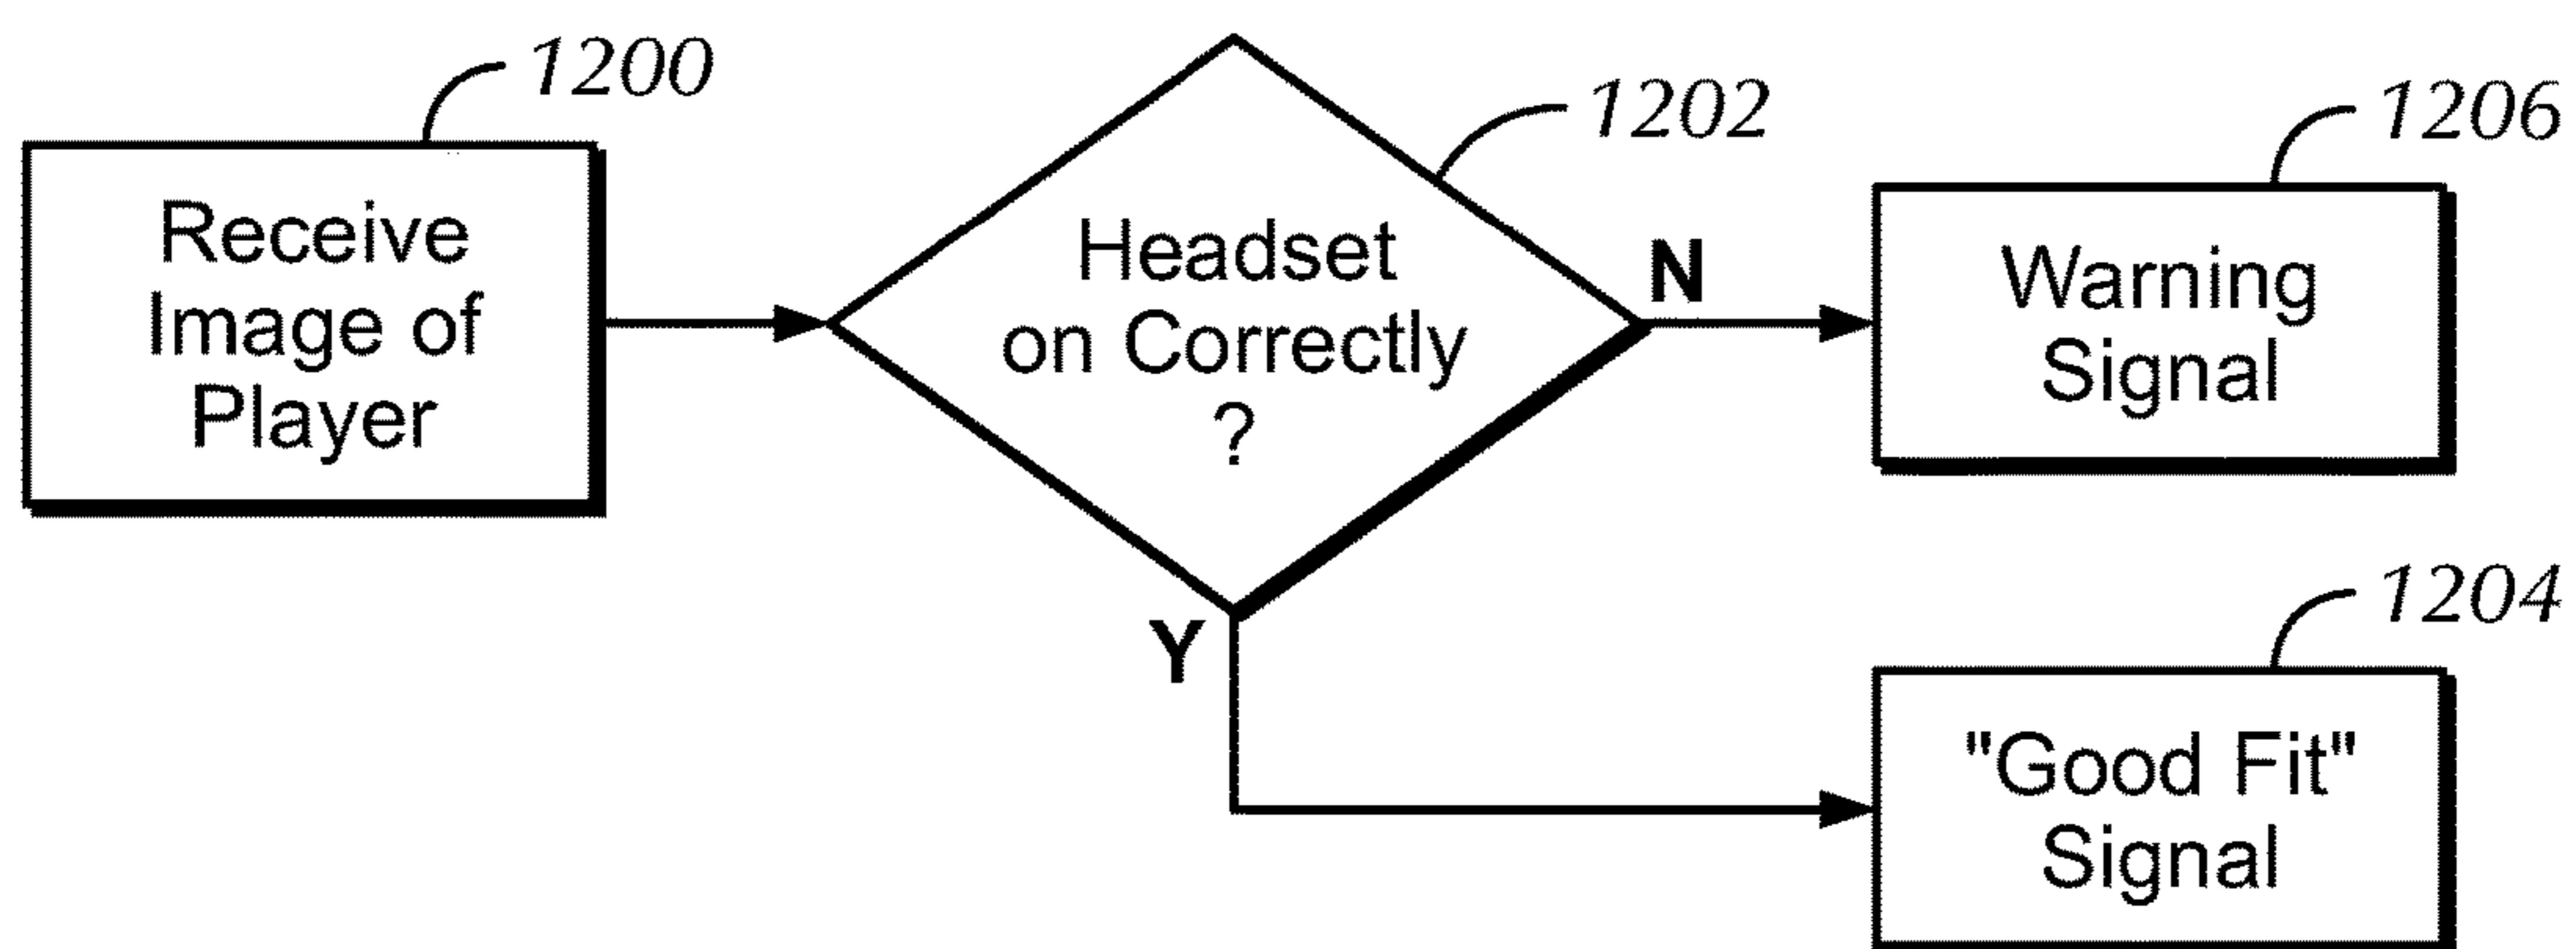 1200
Receive
Image of
Player
1202
Headset
on Correctly
?
N
Y
1206
Warning
Signal
1204
"Good Fit"
Signal